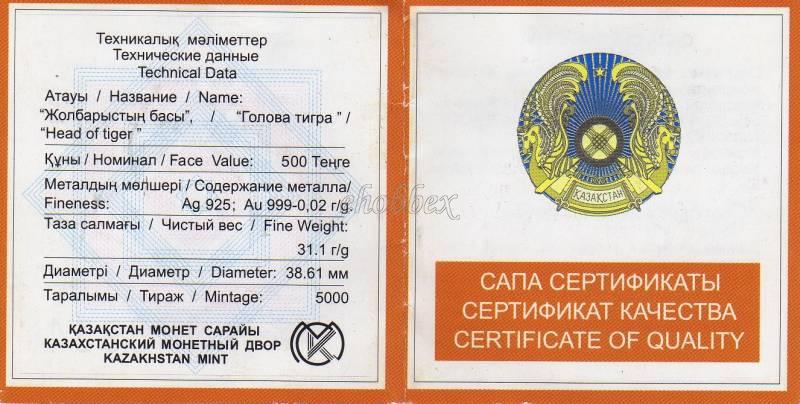 Техникалық мәліметтер
Технические данные
Technical Data
Атауы / Название / Name:
“Жолбарыстың басы”, / “Голова тигра ” /
“Head of tiger ”
Құны / Номинал / Face Value: 500 Теңге
Металдың мөлшері / Содержание металла/
Fineness: Ag 925; Au 999-0,02 г/g
Таза салмағы / Чистый вес / Fine Weight:
31.1 г/g
Диаметрі / Диаметр / Diameter: 38.61 мм
Таралымы / Тираж / Mintage: 5000
ҚАЗАҚСТАН МОНЕТ САРАЙЫ
КАЗАХСТАНСКИЙ МОНЕТНЫЙ ДВОР
KAZAKHSTAN MINT
ehobbex
ҚАЗАҚСТАН
САПА СЕРТИФИКАТЫ
СЕРТИФИКАТ КАЧЕСТВА
CERTIFICATE OF QUALITY